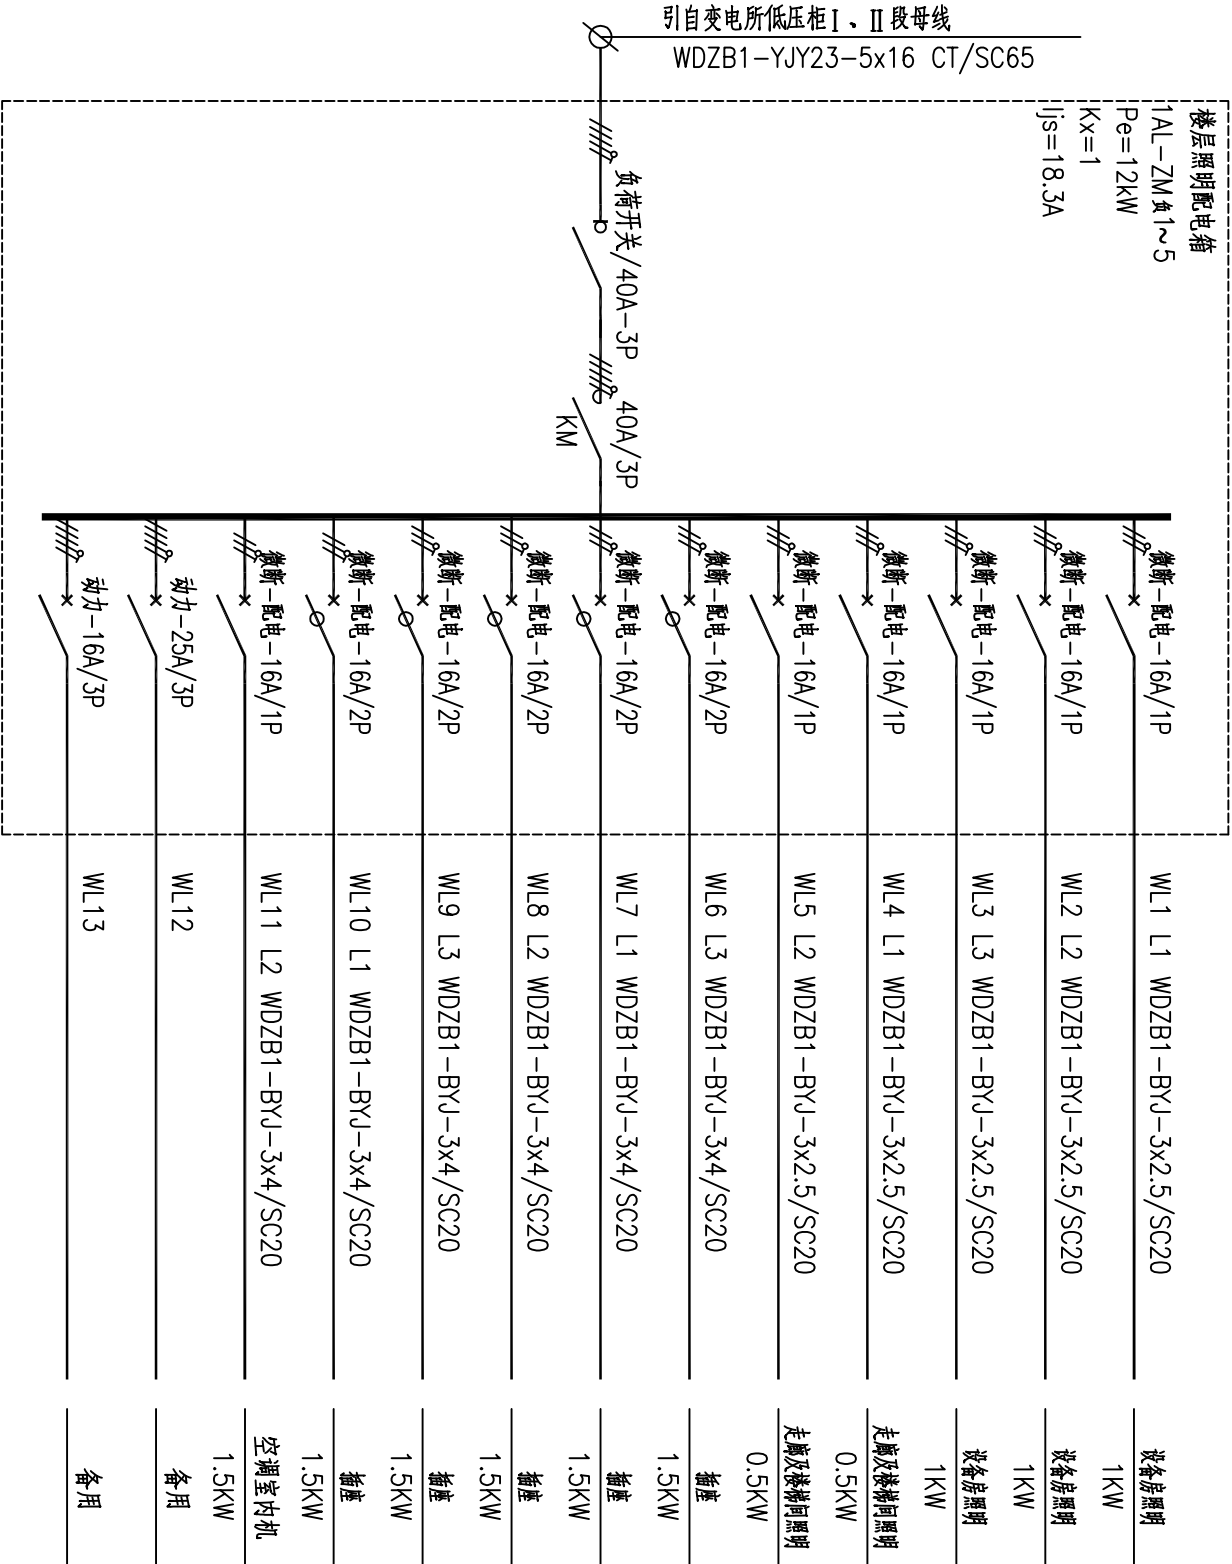 引自变电所低压柜I、II段母线
WDZB1-YJY23-5x16 CT/SC65
楼层照明配电箱
1AL-ZM负1~5
Pe=12kW
Kx=1
Ijs=18.3A
负荷开关/40A-3P
40A/3P
KM
微断-配电-16A/1P
WL1 L1 WDZB1-BYJ-3x2.5/SC20
设备房照明
1KW
微断-配电-16A/1P
WL2 L2 WDZB1-BYJ-3x2.5/SC20
设备房照明
1KW
微断-配电-16A/1P
WL3 L3 WDZB1-BYJ-3x2.5/SC20
设备房照明
1KW
微断-配电-16A/1P
WL4 L1 WDZB1-BYJ-3x2.5/SC20
走廊及楼梯间照明
0.5KW
微断-配电-16A/1P
WL5 L2 WDZB1-BYJ-3x2.5/SC20
走廊及楼梯间照明
0.5KW
微断-配电-16A/2P
WL6 L3 WDZB1-BYJ-3x4/SC20
插座
1.5KW
微断-配电-16A/2P
WL7 L1 WDZB1-BYJ-3x4/SC20
插座
1.5KW
微断-配电-16A/2P
WL8 L2 WDZB1-BYJ-3x4/SC20
插座
1.5KW
微断-配电-16A/2P
WL9 L3 WDZB1-BYJ-3x4/SC20
插座
1.5KW
微断-配电-16A/2P
WL10 L1 WDZB1-BYJ-3x4/SC20
插座
1.5KW
微断-配电-16A/1P
WL11 L2 WDZB1-BYJ-3x4/SC20
空调室内机
1.5KW
动力-25A/3P
WL12
备用
动力-16A/3P
WL13
备用